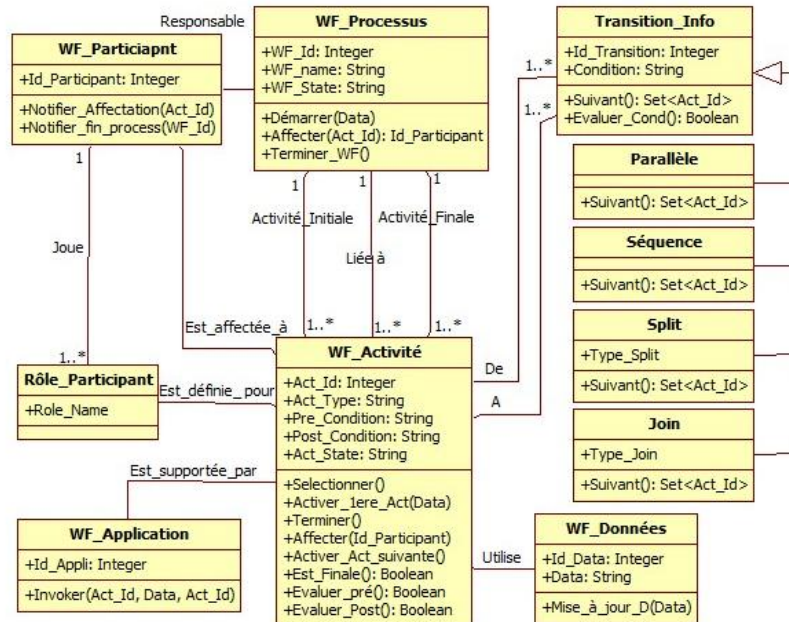 WF_Particiapnt
+Id_Participant: Integer
+Notifier_Affectation(Act_Id)
+Notifier_fin_process(WF_Id)
Responsable
WF_Processus
+WF_Id: Integer
+WF_name: String
+WF_State: String
+Démarrer(Data)
+Affecter(Act_Id): Id_Participant
+Terminer_WF()
Transition_Info
+Id_Transition: Integer
+Condition: String
+Suivant(): Set<Act_Id>
+Evaluer_Cond(): Boolean
1..*
1..*
Parallèle
+Suivant(): Set<Act_Id>
Séquence
+Suivant(): Set<Act_Id>
Split
+Type_Split
+Suivant(): Set<Act_Id>
Join
+Type_Join
+Suivant(): Set<Act_Id>
1
1
1
1
1
Activité_Initiale
Activité_Finale
Liée à
Joue
1..*
1..*
1..*
1..*
Est_affectée_à
Rôle_Participant
+Role_Name
Est_définie_pour
WF_Activité
+Act_Id: Integer
+Act_Type: String
+Pre_Condition: String
+Post_Condition: String
+Act_State: String
+Selectionner()
+Activer_1ere_Act(Data)
+Terminer()
+Affecter(Id_Participant)
+Activer_Act_suivante()
+Est_Finale(): Boolean
+Evaluer_pré(): Boolean
+Evaluer_Post(): Boolean
De
A
Est_supportée_par
WF_Application
+Id_Appli: Integer
+Invoker(Act_Id, Data, Act_Id)
Utilise
WF_Données
+Id_Data: Integer
+Data: String
+Mise_à_jour_D(Data)